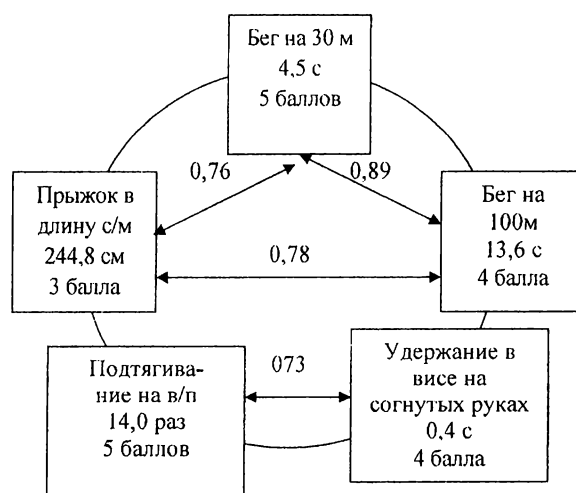 Бег на 30 м
4,5 с
5 баллов
0,76
0,89
Прыжок в
длину с/м
244,8 см
3 балла
Бег на
100м
13,6 с
4 балла
0,78
Подтягива-
ние на в/п
14,0 раз
5 баллов
073
Удержание в
висе на
согнутых руках
0,4 с
4 балла